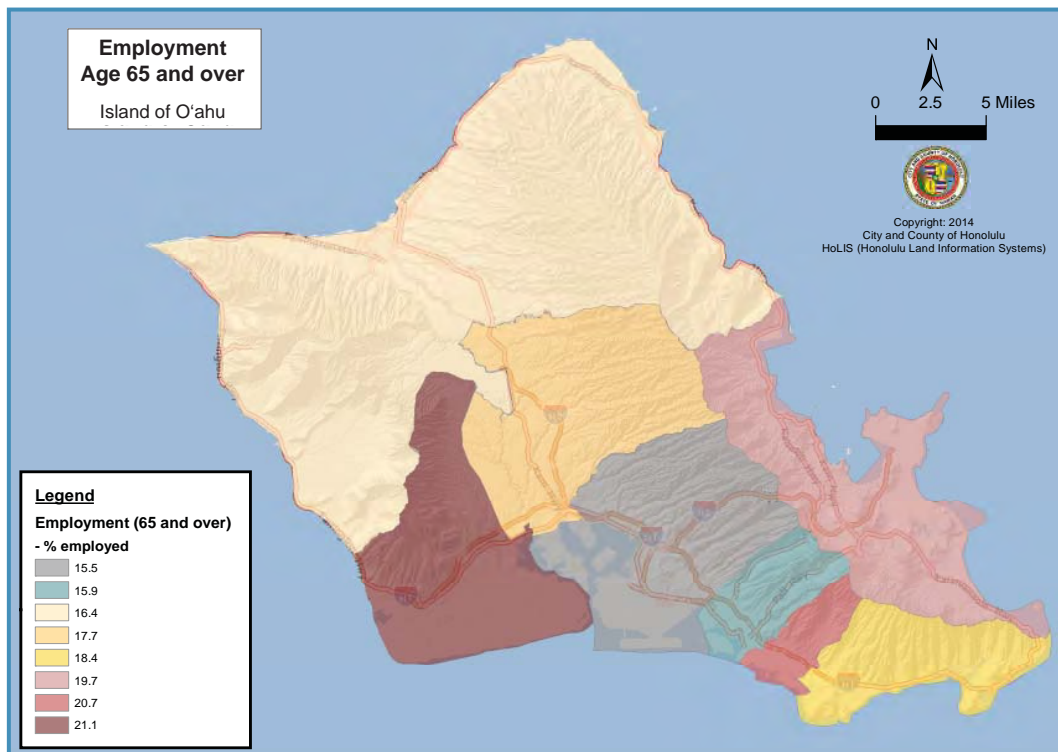 Employment
Age 65 and over
Island of Oʻahu
N
0 2.5 5 Miles
Copyright: 2014
City and County of Honolulu
HoLIS (Honolulu Land Information Systems)
Legend
Employment (65 and over)
- % employed
15.5
15.9
16.4
17.7
18.4
19.7
20.7
21.1